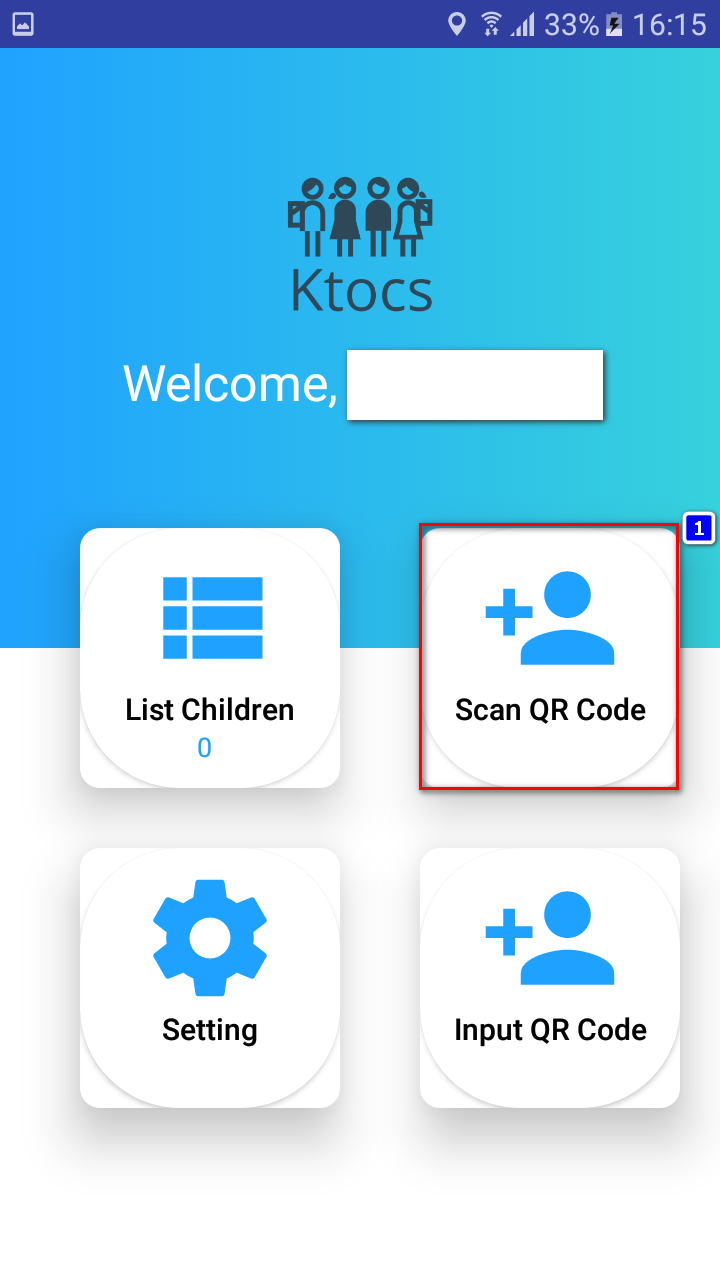 33% 16:15
Ktocs
Welcome,
1
List Children
0
Scan QR Code
Setting
Input QR Code